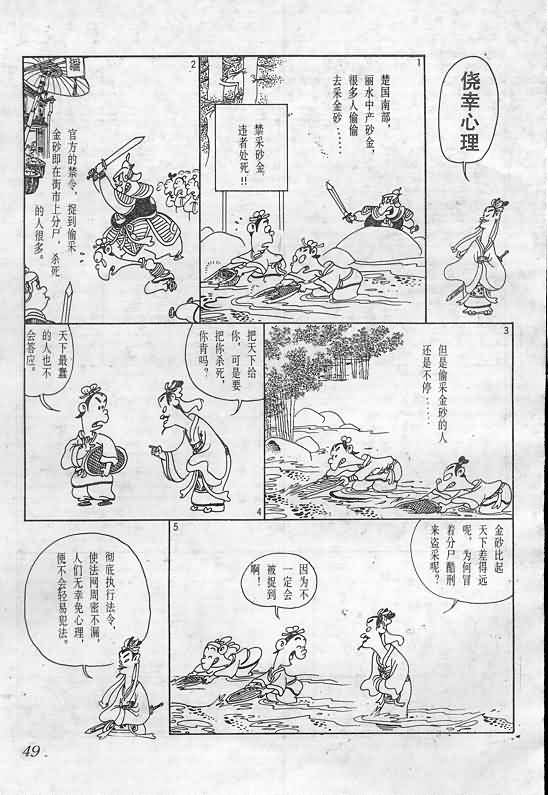 侥幸心理
1
楚国南部，
丽水中产砂金，
很多人偷偷
去采金砂……
禁采砂金，
违者处死!!
2
官方的禁令，捉到偷采
金砂即在街市上分尸，杀死
的人很多。
3
但是偷采金砂的人
还是不停……
把天下给
你，可是要
把你杀死，
你肯吗？
天下最蠢
的人也不
会答应。
4
金砂比起
天下差得远
呢，为何冒
着分尸酷刑
来盗采呢？
因为不
一定会
被捉到
啊！
5
彻底执行法令，
使法网周密不漏，
人们无幸免心理，
便不会轻易犯法。
49